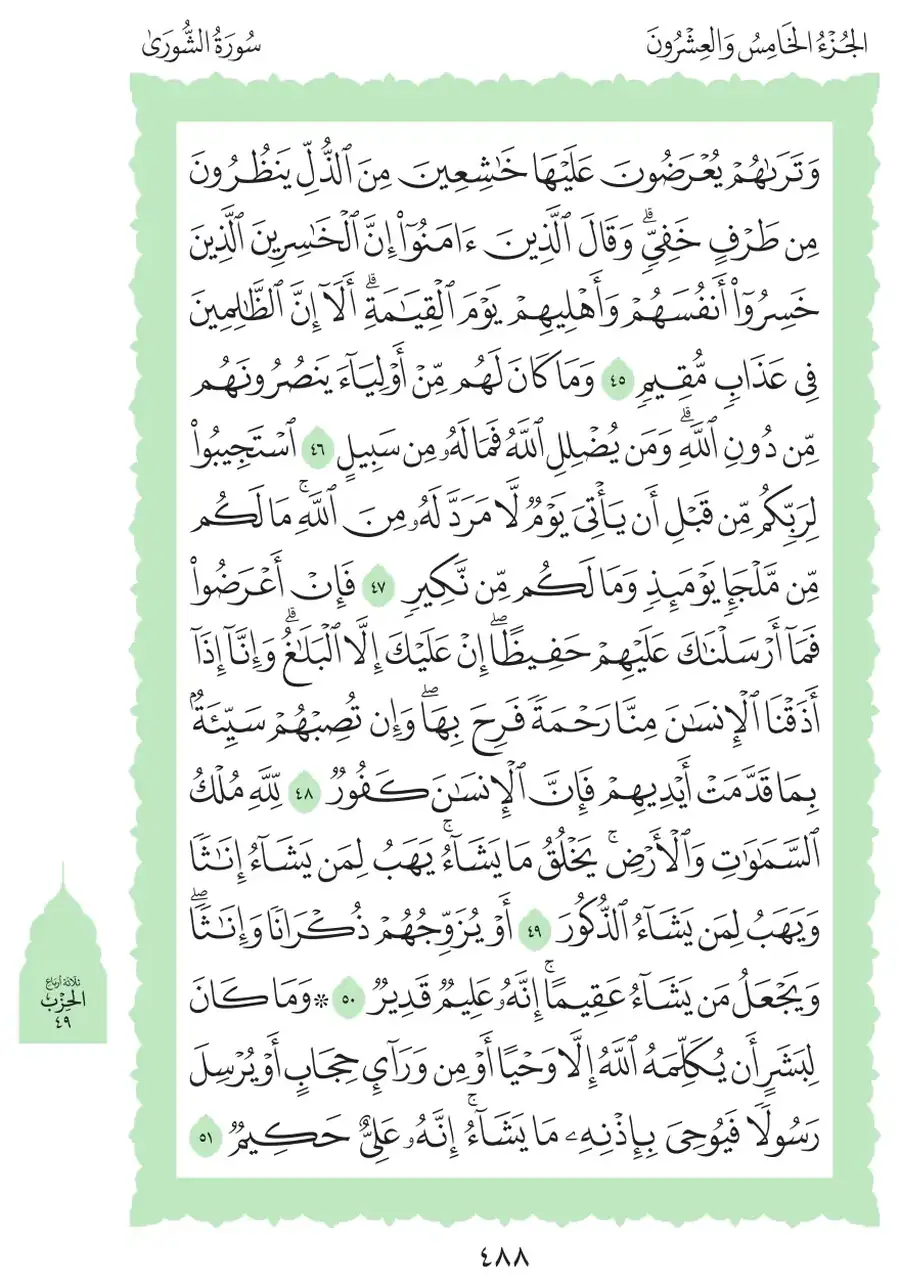 الجُزْءُ الخَامِسُ وَالعِشْرُونَ
سُورَةُ الشُّورَىٰ
وَتَرَىٰهُمْ يُعْرَضُونَ عَلَيْهَا خَٰشِعِينَ مِنَ ٱلذُّلِّ يَنظُرُونَ
مِن طَرْفٍ خَفِىٍّۗ وَقَالَ ٱلَّذِينَ ءَامَنُوٓا۟ إِنَّ ٱلْخَٰسِرِينَ ٱلَّذِينَ
خَسِرُوٓا۟ أَنفُسَهُمْ وَأَهْلِيهِمْ يَوْمَ ٱلْقِيَٰمَةِۗ أَلَآ إِنَّ ٱلظَّٰلِمِينَ
فِى عَذَابٍ مُّقِيمٍ ٤٥ وَمَا كَانَ لَهُم مِّنْ أَوْلِيَآءَ يَنصُرُونَهُم
مِّن دُونِ ٱللَّهِۗ وَمَن يُضْلِلِ ٱللَّهُ فَمَا لَهُۥ مِن سَبِيلٍ ٤٦ ٱسْتَجِيبُوا۟
لِرَبِّكُم مِّن قَبْلِ أَن يَأْتِىَ يَوْمٌ لَّا مَرَدَّ لَهُۥ مِنَ ٱللَّهِۚ مَا لَكُم
مِّن مَّلْجَإٍ يَوْمَئِذٍ وَمَا لَكُم مِّن نَّكِيرٍ ٤٧ فَإِنْ أَعْرَضُوا۟
فَمَآ أَرْسَلْنَٰكَ عَلَيْهِمْ حَفِيظًاۖ إِنْ عَلَيْكَ إِلَّا ٱلْبَلَٰغُۗ وَإِنَّآ إِذَآ
أَذَقْنَا ٱلْإِنسَٰنَ مِنَّا رَحْمَةً فَرِحَ بِهَاۖ وَإِن تُصِبْهُمْ سَيِّئَةٌۢ
بِمَا قَدَّمَتْ أَيْدِيهِمْ فَإِنَّ ٱلْإِنسَٰنَ كَفُورٌ ٤٨ لِّلَّهِ مُلْكُ
ٱلسَّمَٰوَٰتِ وَٱلْأَرْضِۚ يَخْلُقُ مَا يَشَآءُۚ يَهَبُ لِمَن يَشَآءُ إِنَٰثًا
وَيَهَبُ لِمَن يَشَآءُ ٱلذُّكُورَ ٤٩ أَوْ يُزَوِّجُهُمْ ذُكْرَانًا وَإِنَٰثًاۖ
وَيَجْعَلُ مَن يَشَآءُ عَقِيمًاۚ إِنَّهُۥ عَلِيمٌ قَدِيرٌ ٥٠ * وَمَا كَانَ
لِبَشَرٍ أَن يُكَلِّمَهُ ٱللَّهُ إِلَّا وَحْيًا أَوْ مِن وَرَآئِ حِجَابٍ أَوْ يُرْسِلَ
رَسُولًا فَيُوحِىَ بِإِذْنِهِۦ مَا يَشَآءُۚ إِنَّهُۥ عَلِىٌّ حَكِيمٌ ٥١
ثلاثة أرباع
الحِزْب
٤٩
٤٨٨